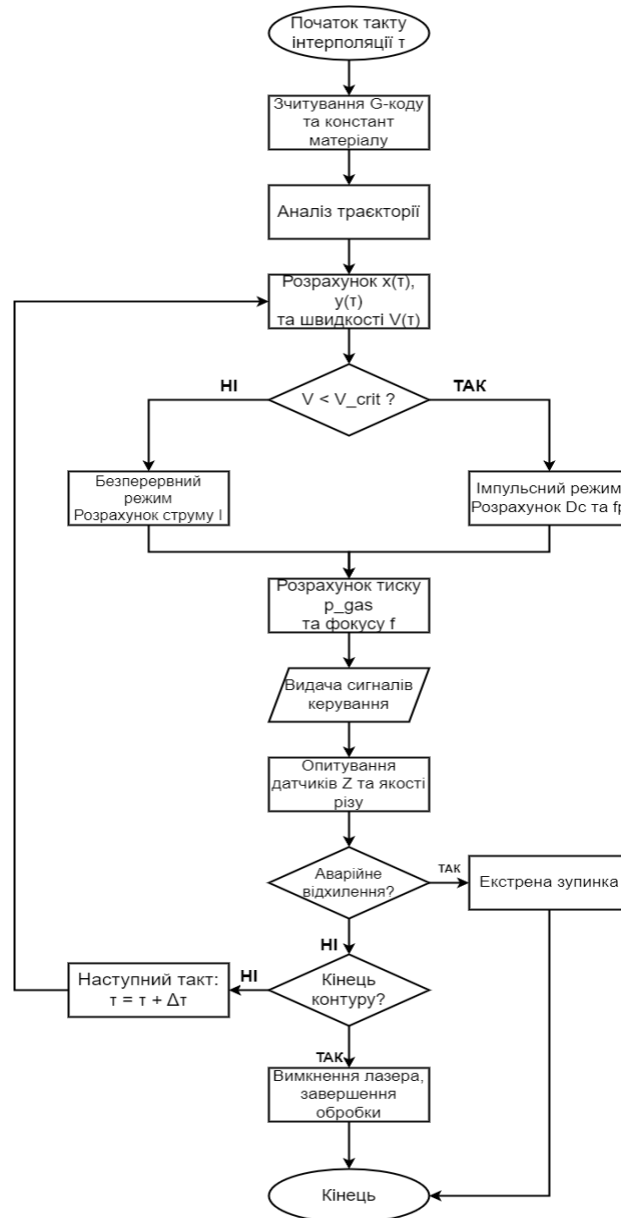 Початок такту
інтерполяції τ
Зчитування G-коду
та констант
матеріалу
Аналіз траєкторії
Розрахунок x(τ),
y(τ)
та швидкості V(τ)
НІ
V < V_crit ?
ТАК
Безперервний
режим
Розрахунок струму I
Імпульсний режим
Розрахунок Dc та fp
Розрахунок тиску
p_gas
та фокусу f
Видача сигналів
керування
Опитування
датчиків Z та якості
різу
Аварійне
відхилення?
ТАК
Екстрена зупинка
НІ
Наступний такт:
τ = τ + Δτ
НІ
Кінець
контуру?
ТАК
Вимкнення лазера,
завершення
обробки
Кінець